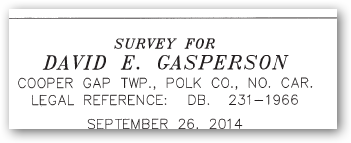 SURVEY FOR
DAVID E. GASPERSON
COOPER GAP TWP., POLK CO., NO. CAR.
LEGAL REFERENCE: DB. 231-1966
SEPTEMBER 26, 2014